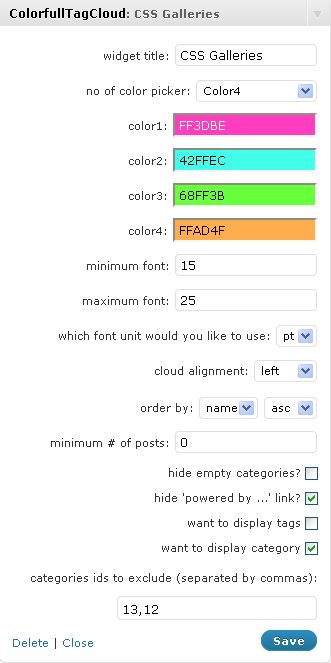 ColorfullTagCloud: CSS Galleries
widget title: CSS Galleries
no of color picker: Color4
color1: FF3DBE
color2: 42FFEC
color3: 68FF3B
color4: FFAD4F
minimum font: 15
maximum font: 25
which font unit would you like to use: pt
cloud alignment: left
order by: name asc
minimum # of posts: 0
hide empty categories?
hide 'powered by ...' link?
want to display tags
want to display category
categories ids to exclude (separated by commas):
13,12
Delete | Close Save